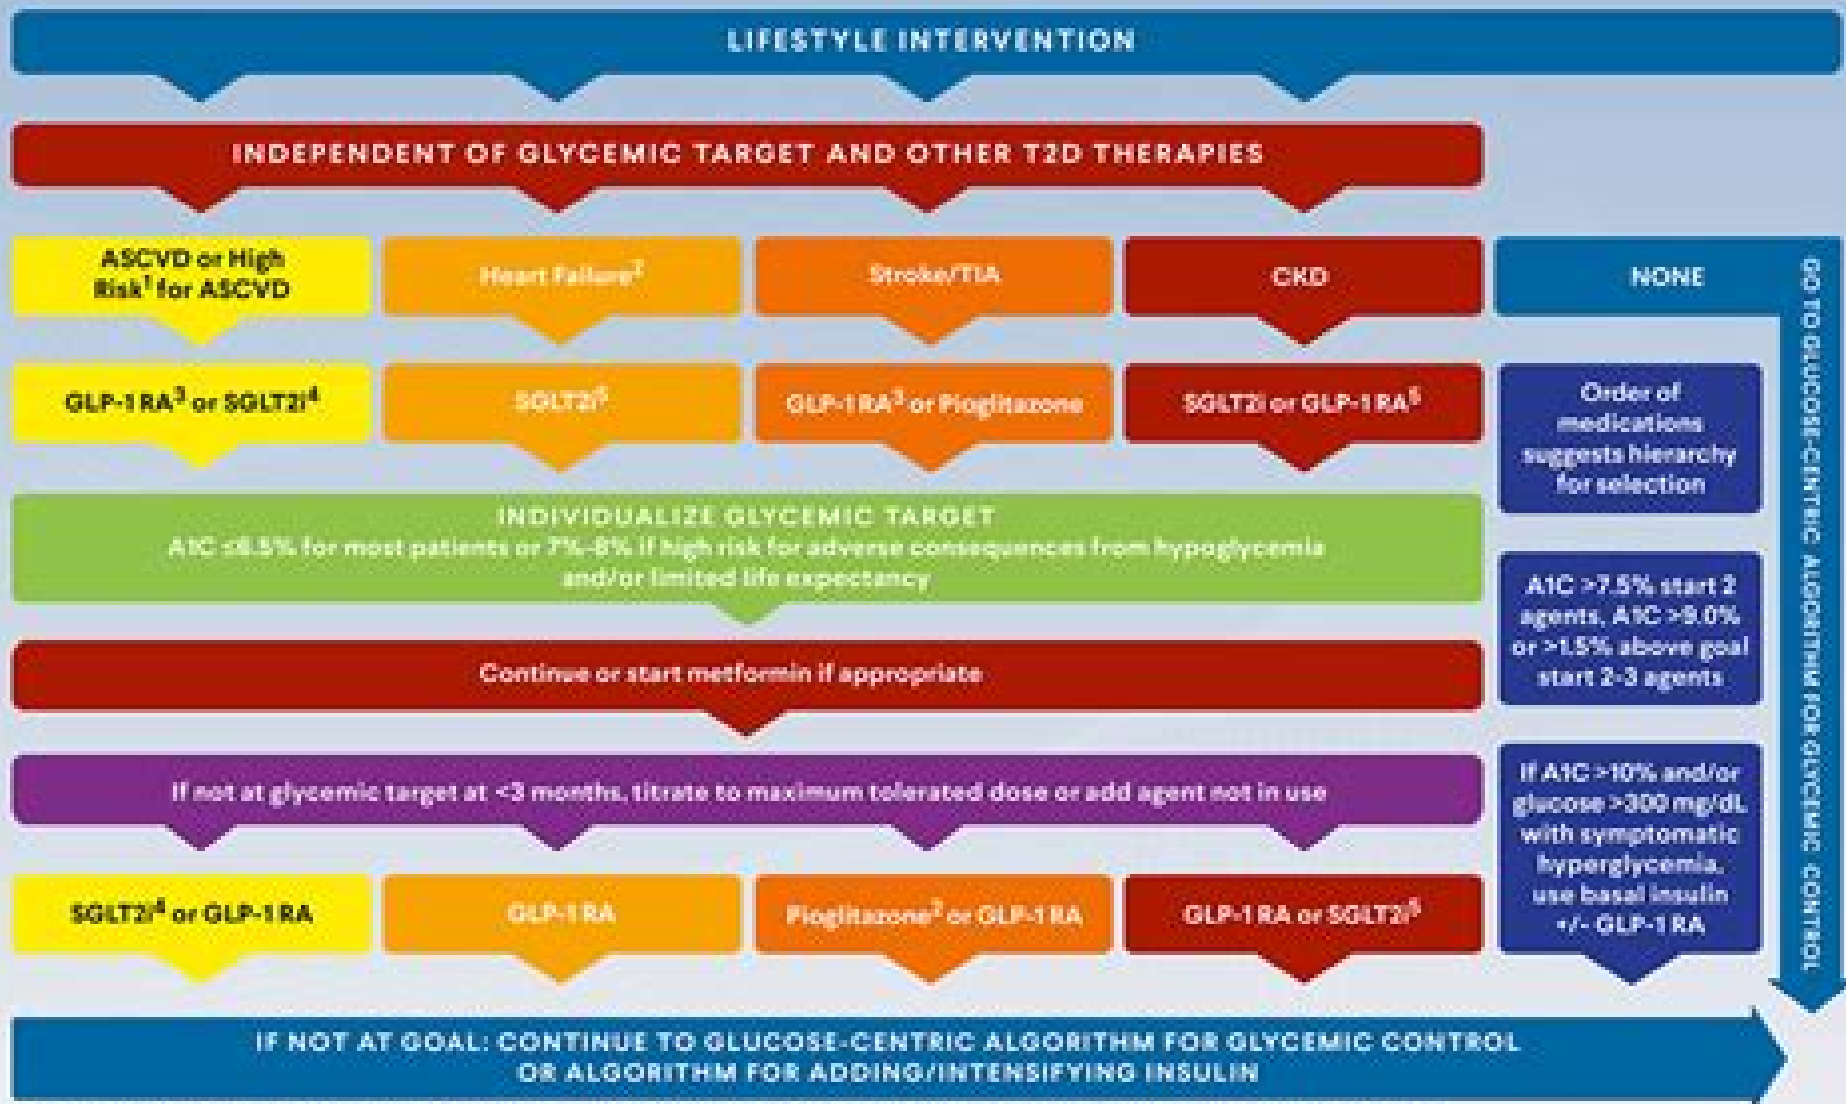 LIFESTYLE INTERVENTION
INDEPENDENT OF GLYCEMIC TARGET AND OTHER T2D THERAPIES
ASCVD or High
Risk¹ for ASCVD
Heart Failure²
Stroke/TIA
CKD
NONE
GLP-1 RA³ or SGLT2i⁴
SGLT2i⁵
GLP-1 RA³ or Pioglitazone
SGLT2i or GLP-1 RA⁵
Order of
medications
suggests hierarchy
for selection
INDIVIDUALIZE GLYCEMIC TARGET
A1C ≤6.5% for most patients or 7%-8% if high risk for adverse consequences from hypoglycemia
and/or limited life expectancy
A1C >7.5% start 2
agents, A1C >9.0%
or >1.5% above goal
start 2-3 agents
Continue or start metformin if appropriate
If not at glycemic target at <3 months, titrate to maximum tolerated dose or add agent not in use
If A1C >10% and/or
glucose >300 mg/dL
with symptomatic
hyperglycemia,
use basal insulin
+/- GLP-1 RA
SGLT2i⁴ or GLP-1 RA
GLP-1 RA
Pioglitazone² or GLP-1 RA
GLP-1 RA or SGLT2i⁵
GO TO GLUCOSE-CENTRIC ALGORITHM FOR GLYCEMIC CONTROL
IF NOT AT GOAL: CONTINUE TO GLUCOSE-CENTRIC ALGORITHM FOR GLYCEMIC CONTROL
OR ALGORITHM FOR ADDING/INTENSIFYING INSULIN